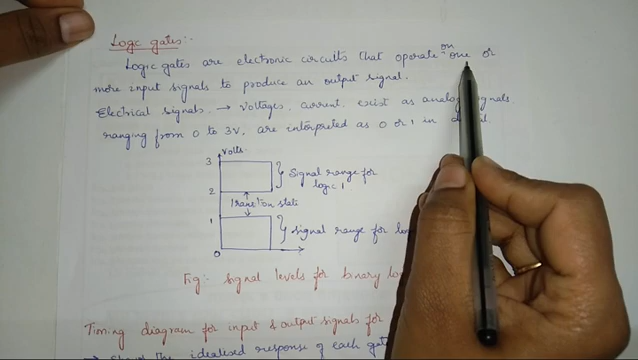 Logic gates:-
Logic gates are electronic circuits that operate on one or
more input signals to produce an output signal.
Electrical signals → voltages, current exist as analog signals
ranging from 0 to 3V, are interpreted as 0 or 1 in
Volts
3
Signal range for
logic 1
2
Transition state
1
signal range for
0
Fig:- signal levels for binary
Timing diagram for input & output signals for
→ the idealised response of each gate